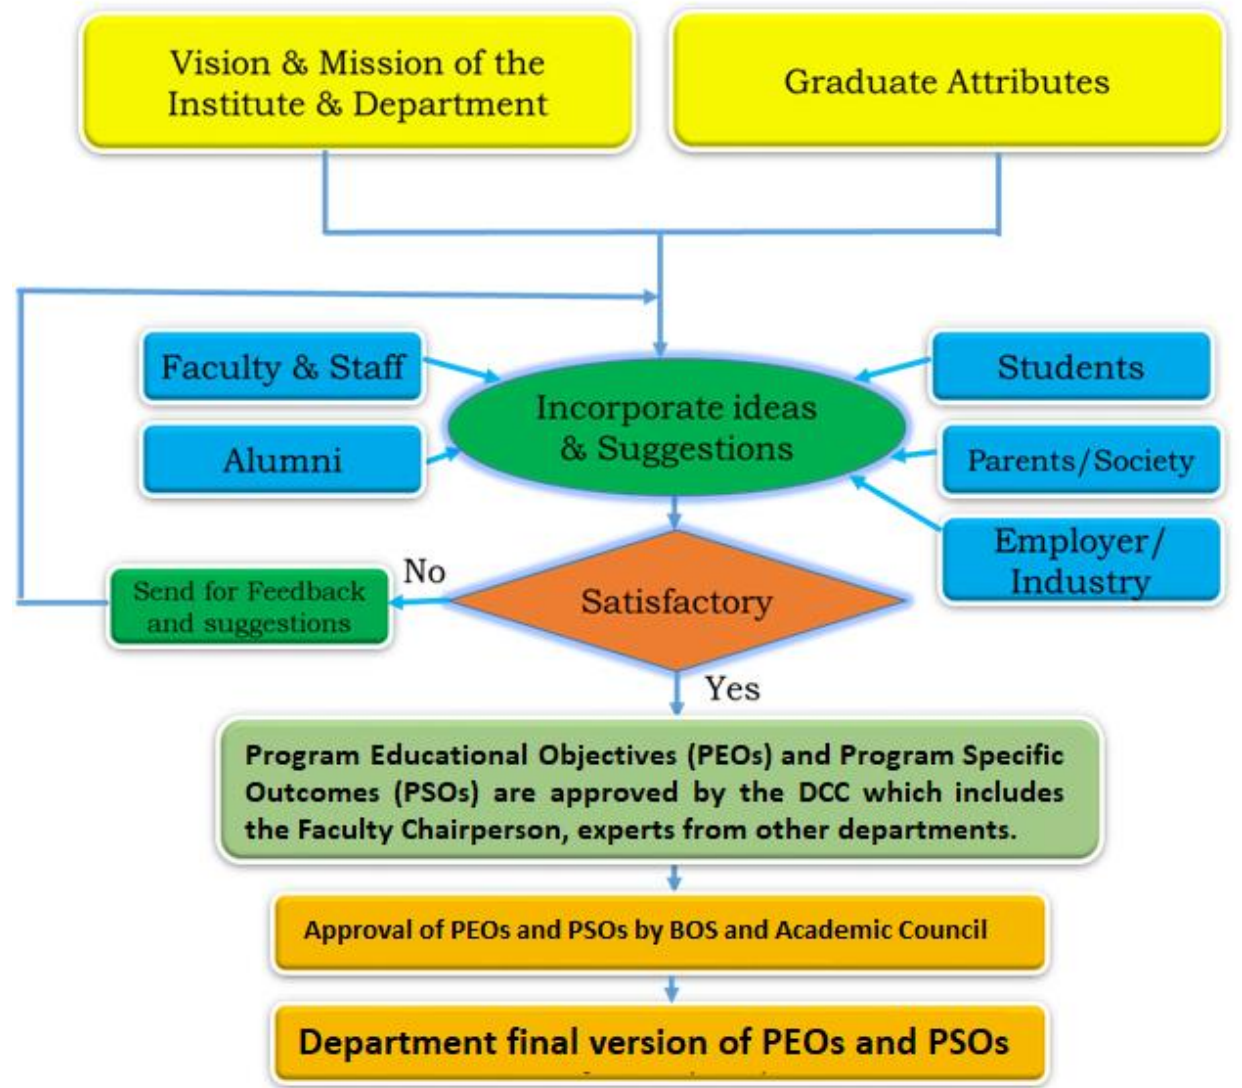 Vision & Mission of the
Institute & Department
Graduate Attributes
Faculty & Staff
Alumni
Incorporate ideas
& Suggestions
Students
Parents/Society
Employer/
Industry
Send for Feedback
and suggestions
No
Satisfactory
Yes
Program Educational Objectives (PEOs) and Program Specific
Outcomes (PSOs) are approved by the DCC which includes
the Faculty Chairperson, experts from other departments.
Approval of PEOs and PSOs by BOS and Academic Council
Department final version of PEOs and PSOs